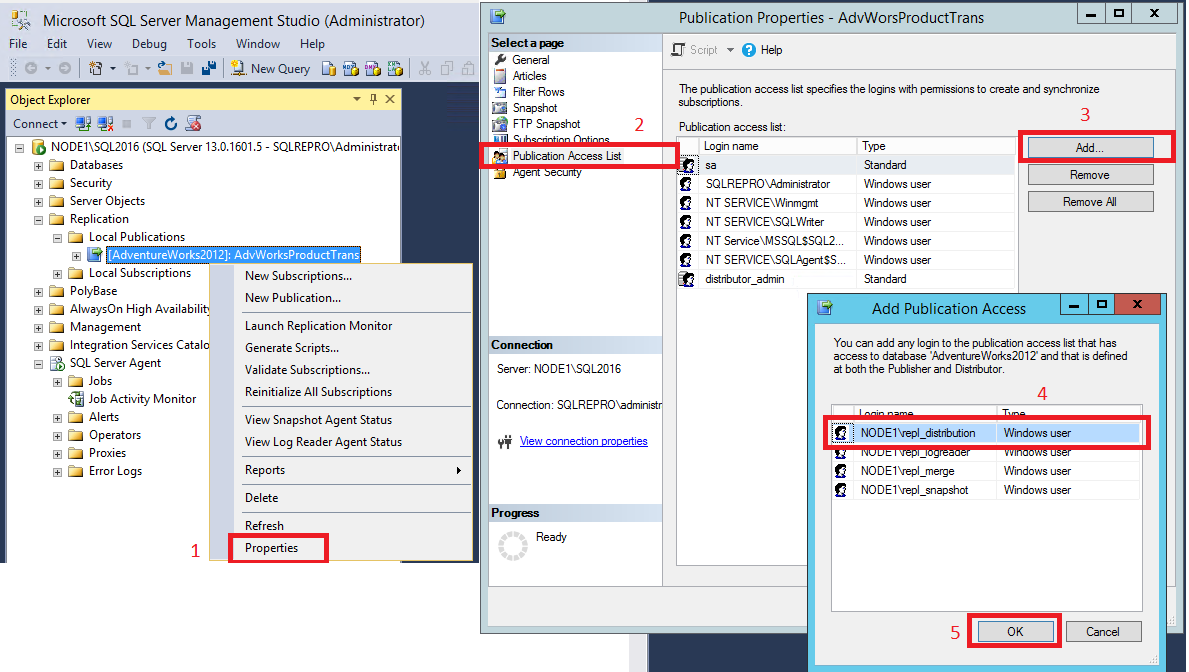 Microsoft SQL Server Management Studio (Administrator)
File Edit View Debug Tools Window Help
New Query
Object Explorer
Connect
NODE1\SQL2016 (SQL Server 13.0.1601.5 - SQLREPRO\Administrato
Databases
Security
Server Objects
Replication
Local Publications
[AdventureWorks2012]: AdvWorksProductTrans
Local Subscriptions
PolyBase
AlwaysOn High Availability
Management
Integration Services Catalo
SQL Server Agent
Jobs
Job Activity Monitor
Alerts
Operators
Proxies
Error Logs
New Subscriptions...
New Publication...
Launch Replication Monitor
Generate Scripts...
Validate Subscriptions...
Reinitialize All Subscriptions
View Snapshot Agent Status
View Log Reader Agent Status
Reports
Delete
Refresh
1
Properties
Publication Properties - AdvWorsProductTrans
Select a page
General
Articles
Filter Rows
Snapshot
FTP Snapshot
Subscription Options
2
Publication Access List
Agent Security
Connection
Server: NODE1\SQL2016
Connection: SQLREPRO\administr
View connection properties
Progress
Ready
Script Help
The publication access list specifies the logins with permissions to create and synchronize
subscriptions.
Publication access list:
Login name Type
sa Standard
SQLREPRO\Administrator Windows user
NT SERVICE\Winmgmt Windows user
NT SERVICE\SQLWriter Windows user
NT Service\MSSQL$SQL2... Windows user
NT SERVICE\SQLAgent$S... Windows user
distributor_admin Standard
3
Add...
Remove
Remove All
Add Publication Access
You can add any login to the publication access list that has
access to database 'AdventureWorks2012' and that is defined
at both the Publisher and Distributor.
4
Login name Type
NODE1\repl_distribution Windows user
NODE1\repl_logreader Windows user
NODE1\repl_merge Windows user
NODE1\repl_snapshot Windows user
5
OK Cancel